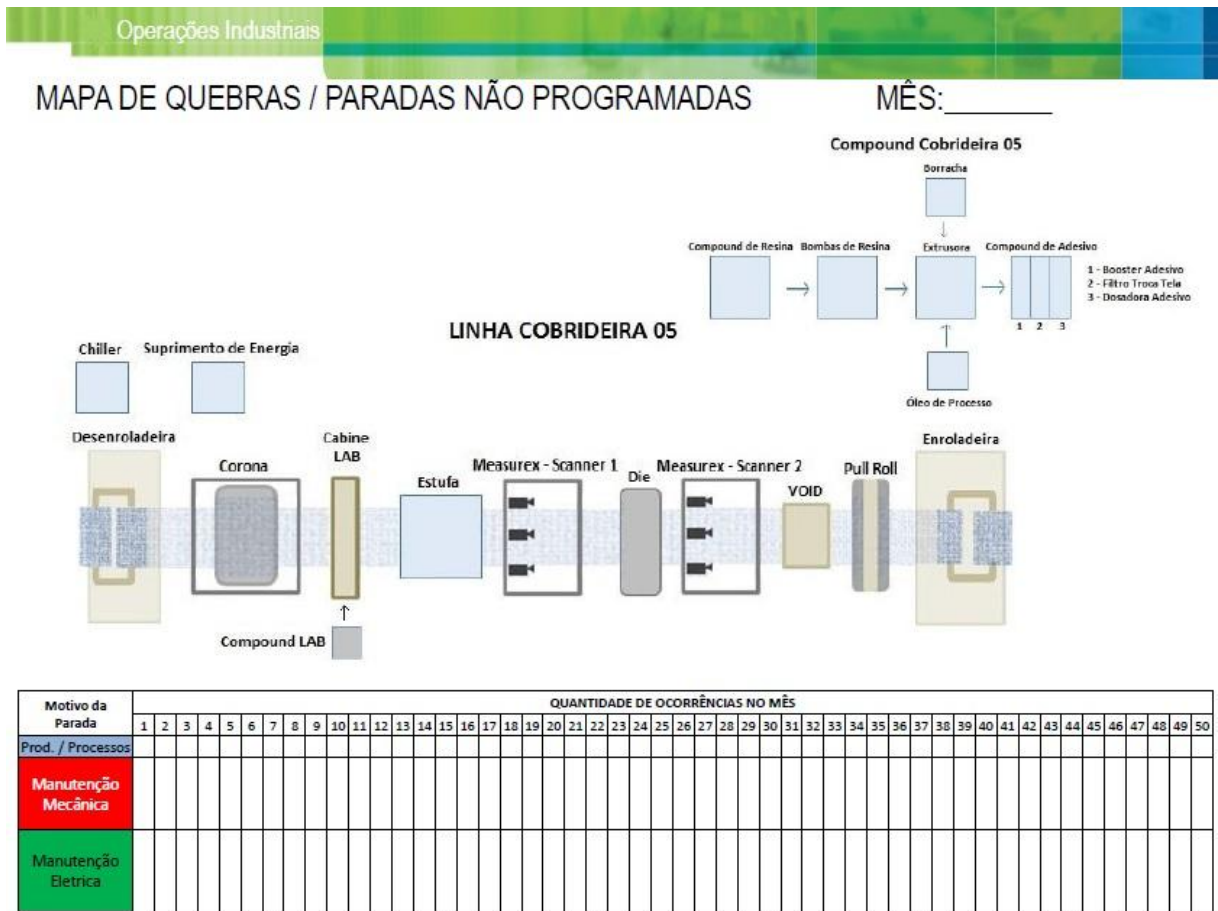 Operações Industriais
MAPA DE QUEBRAS / PARADAS NÃO PROGRAMADAS MÊS:______
Compound Cobrideira 05
Borracha
Compound de Resina Bombas de Resina Extrusora Compound de Adesivo
1 - Booster Adesivo
2 - Filtro Troca Tela
3 - Dosadora Adesivo
1 2 3
Óleo de Processo
LINHA COBRIDEIRA 05
Chiller Suprimento de Energia
Desenroladeira
Corona
Cabine
LAB
Estufa
Measurex - Scanner 1
Die
Measurex - Scanner 2
VOID
Pull Roll
Enroladeira
Compound LAB
Motivo da
Parada
QUANTIDADE DE OCORRÊNCIAS NO MÊS
1 2 3 4 5 6 7 8 9 10 11 12 13 14 15 16 17 18 19 20 21 22 23 24 25 26 27 28 29 30 31 32 33 34 35 36 37 38 39 40 41 42 43 44 45 46 47 48 49 50
Prod. / Processos
Manutenção
Mecânica
Manutenção
Eletrica